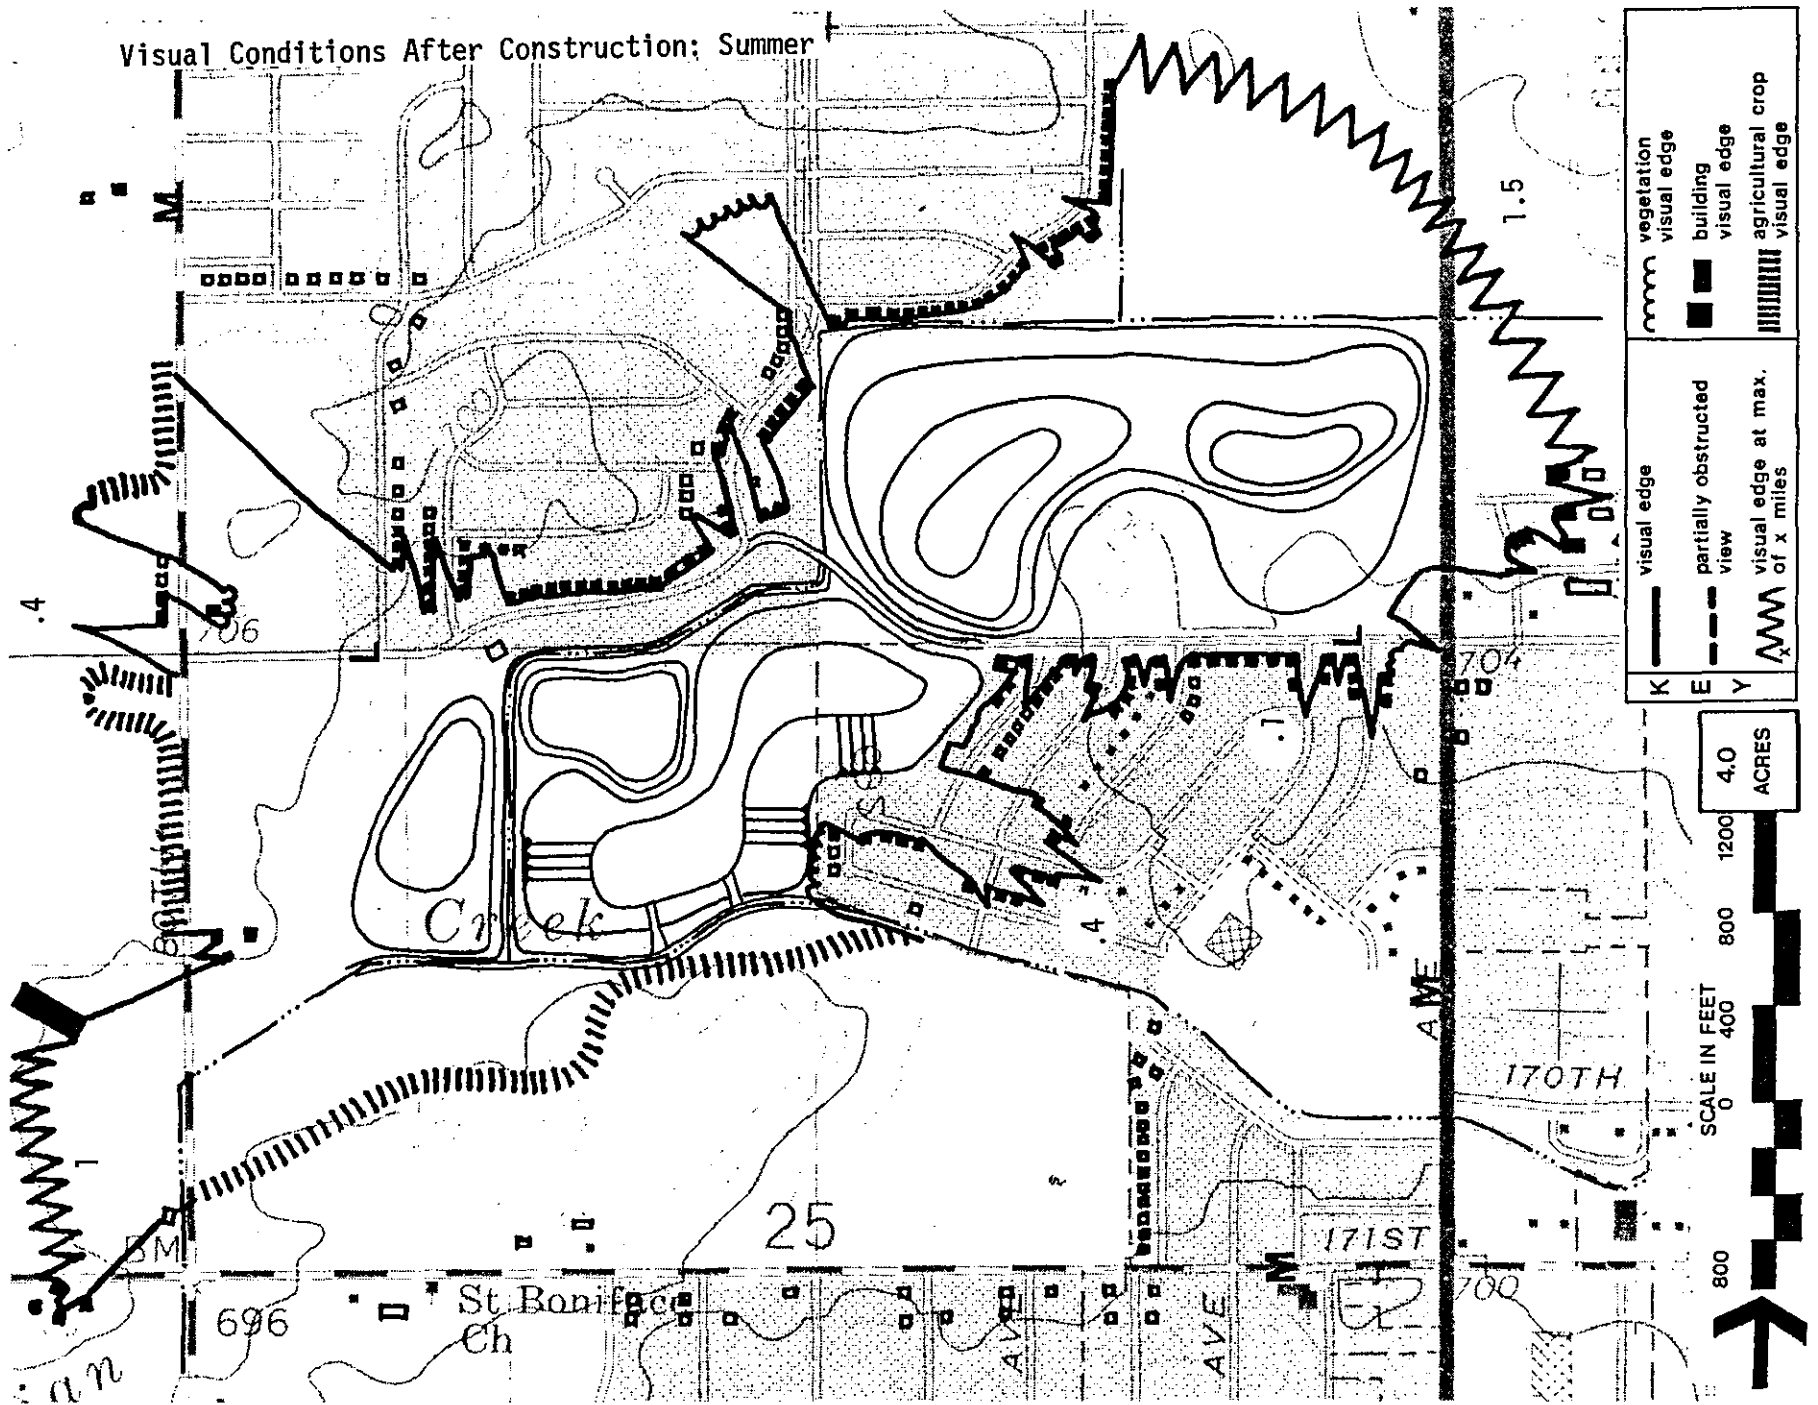 Visual Conditions After Construction: Summer
M
1.5
.4
706
L
L
704
.1
Creek
.4
AVE
M
1
BM
25
170TH
171ST
M
St Boniface
Ch
696
AVE
AVE
700
an
K
E
Y
visual edge
partially obstructed
view
visual edge at max.
of x miles
x
vegetation
visual edge
building
visual edge
agricultural crop
visual edge
4.0
ACRES
SCALE IN FEET
800 0 400 800 1200